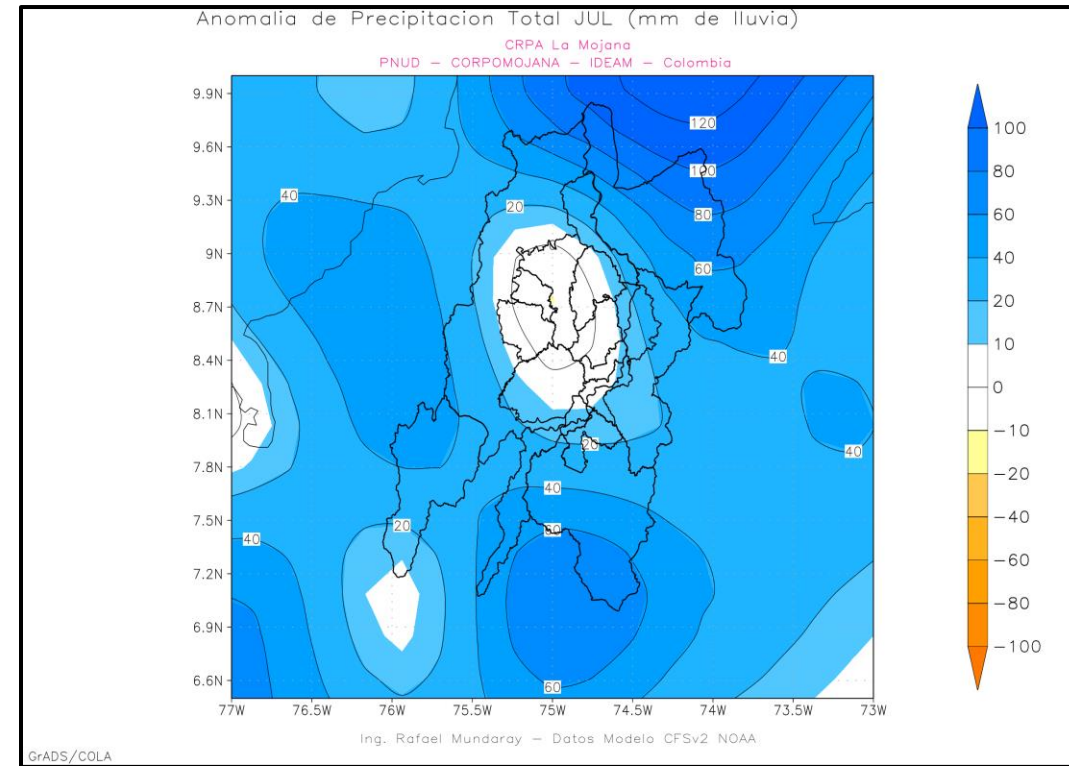 Anomalia de Precipitacion Total JUL (mm de lluvia)
CRPA La Mojana
PNUD – CORPOMOJANA – IDEAM – Colombia
9.9N
9.6N
9.3N
9N
8.7N
8.4N
8.1N
7.8N
7.5N
7.2N
6.9N
6.6N
120
100
80
60
40
20
40
40
20
40
40
60
20
40
60
77W 76.5W 76W 75.5W 75W 74.5W 74W 73.5W 73W
100
80
60
40
20
10
0
−10
−20
−40
−60
−80
−100
Ing. Rafael Mundaray – Datos Modelo CFSv2 NOAA
GrADS/COLA